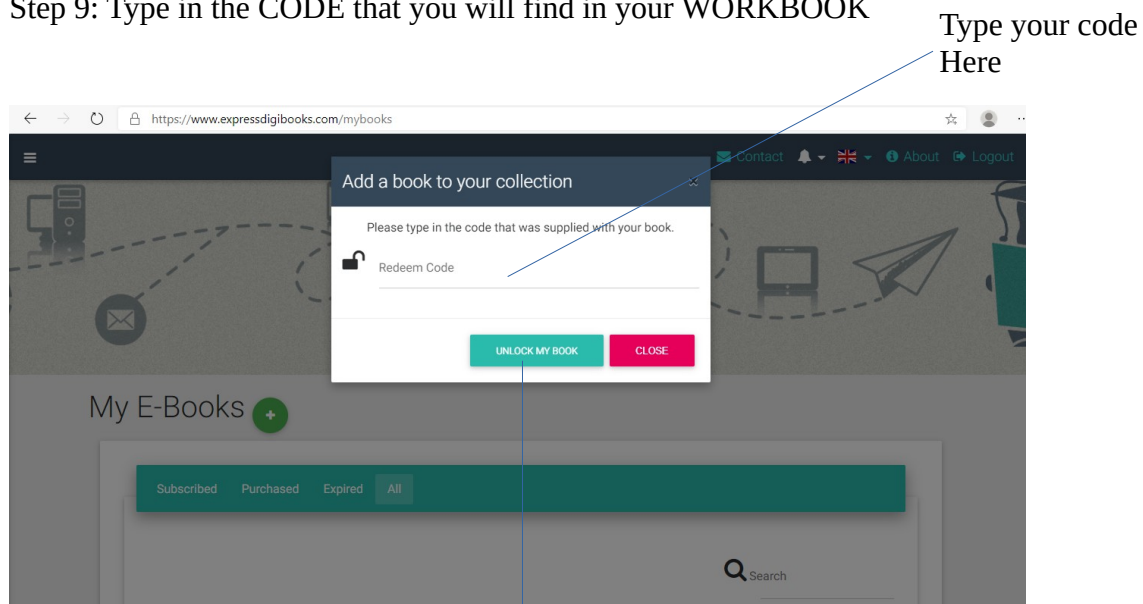 Step 9: Type in the CODE that you will find in your WORKBOOK
Type your code
Here
https://www.expressdigibooks.com/mybooks
Contact About Logout
Add a book to your collection ×
Please type in the code that was supplied with your book.
Redeem Code
UNLOCK MY BOOK CLOSE
My E-Books +
Subscribed Purchased Expired All
Search